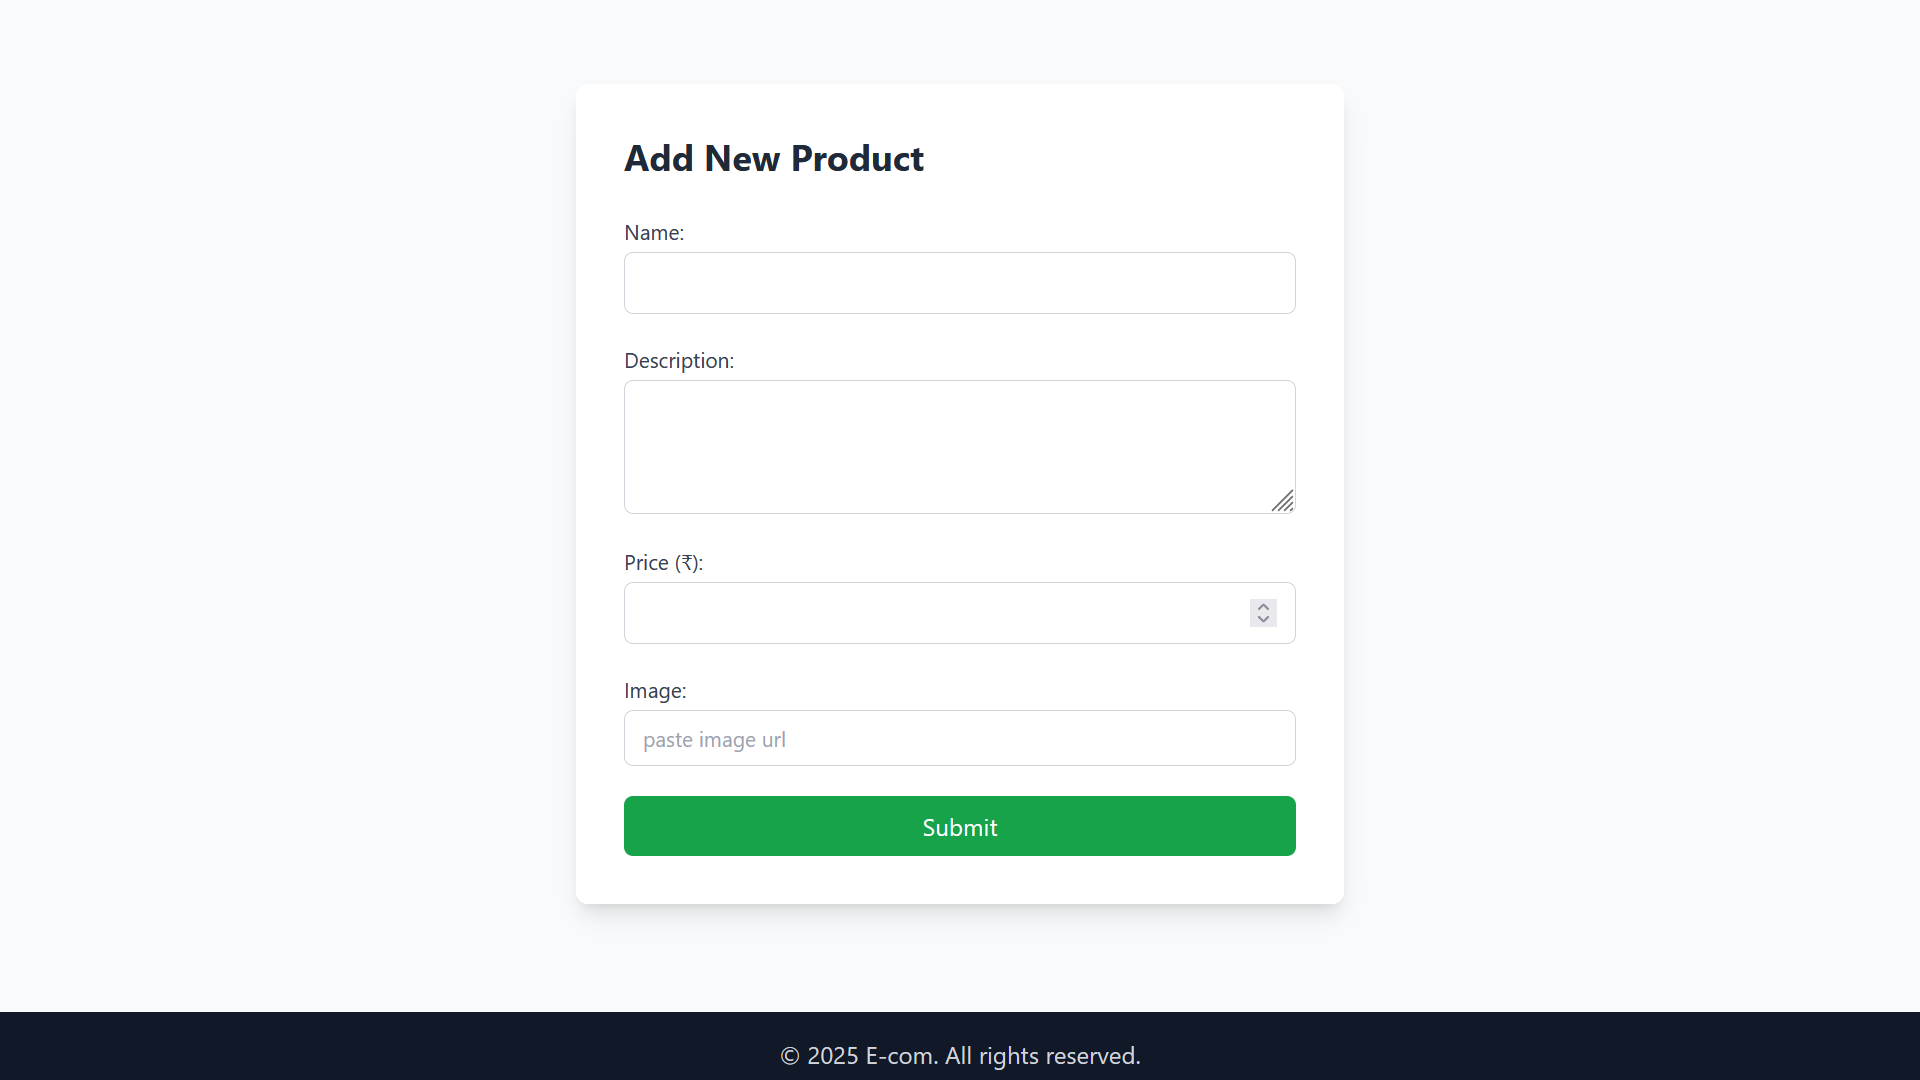 Add New Product
Name:
Description:
Price (₹):
Image:
paste image url
Submit
© 2025 E-com. All rights reserved.